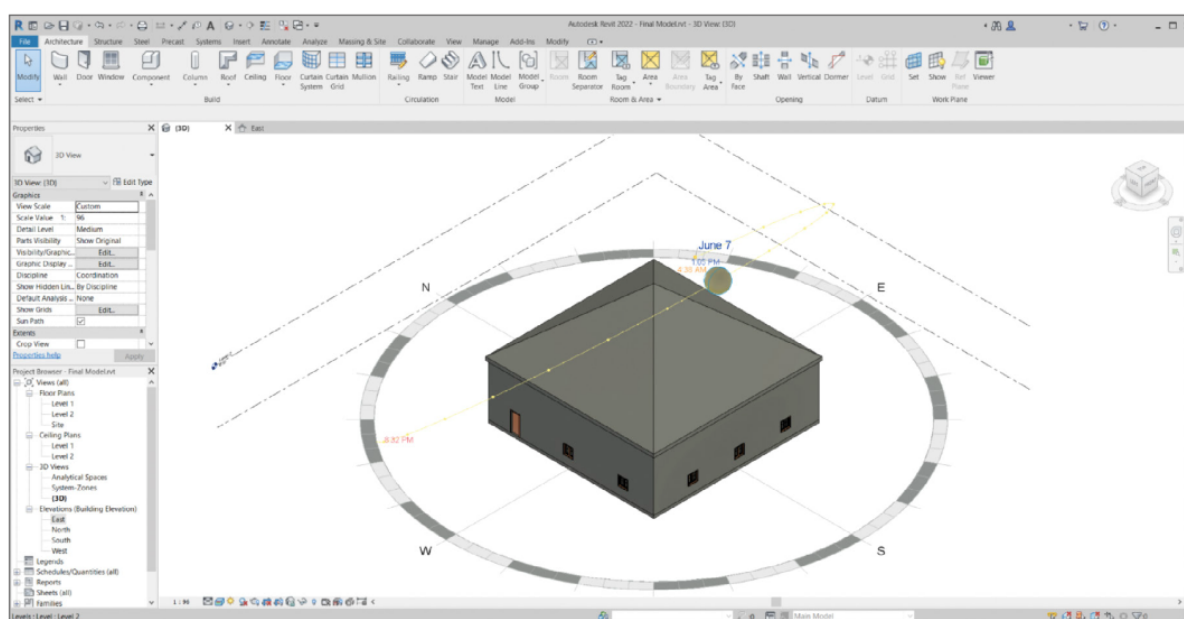 Autodesk Revit 2022 - Final Model.rvt - 3D View: {3D}
File Architecture Structure Steel Precast Systems Insert Annotate Analyze Massing & Site Collaborate View Manage Add-Ins Modify
Modify Wall Door Window Component Column Roof Ceiling Floor Curtain System Curtain Grid Mullion Railing Ramp Stair Model Text Model Line Model Group Room Room Separator Tag Room Area Area Boundary Tag Area By Face Shaft Wall Vertical Dormer Level Grid Set Show Ref Plane Viewer
Select Build Circulation Model Room & Area Opening Datum Work Plane
Properties
{3D}
East
3D View
3D View: {3D} Edit Type
Graphics
View Scale Custom
Scale Value 1: 96
Detail Level Medium
Parts Visibility Show Original
Visibility/Graphic... Edit...
Graphic Display ... Edit...
Discipline Coordination
Show Hidden Lin... By Discipline
Default Analysis ... None
Show Grids Edit...
Sun Path
Extents
Crop View
Properties help Apply
Project Browser - Final Model.rvt
Views (all)
Floor Plans
Level 1
Level 2
Site
Ceiling Plans
Level 1
Level 2
3D Views
Analytical Spaces
System-Zones
{3D}
Elevations (Building Elevation)
East
North
South
West
Legends
Schedules/Quantities (all)
Reports
Sheets (all)
Families
June 7
1:05 PM
N
E
8:32 PM
W
S
1 : 96
Levels : Level : Level 2
Main Model